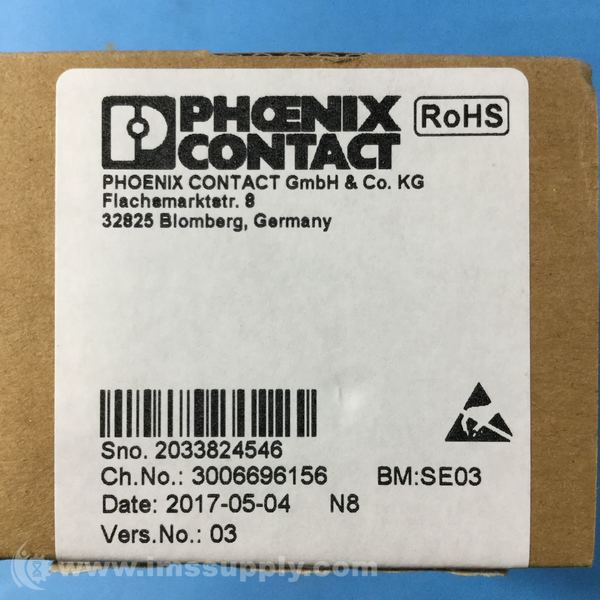 PHŒNIX
CONTACT
RoHS
PHOENIX CONTACT GmbH & Co. KG
Flachsmarktstr. 8
32825 Blomberg, Germany
Sno. 2033824546
Ch.No.: 3006696156 BM:SE03
Date: 2017-05-04 N8
Vers.No.: 03
www.imssupply.com